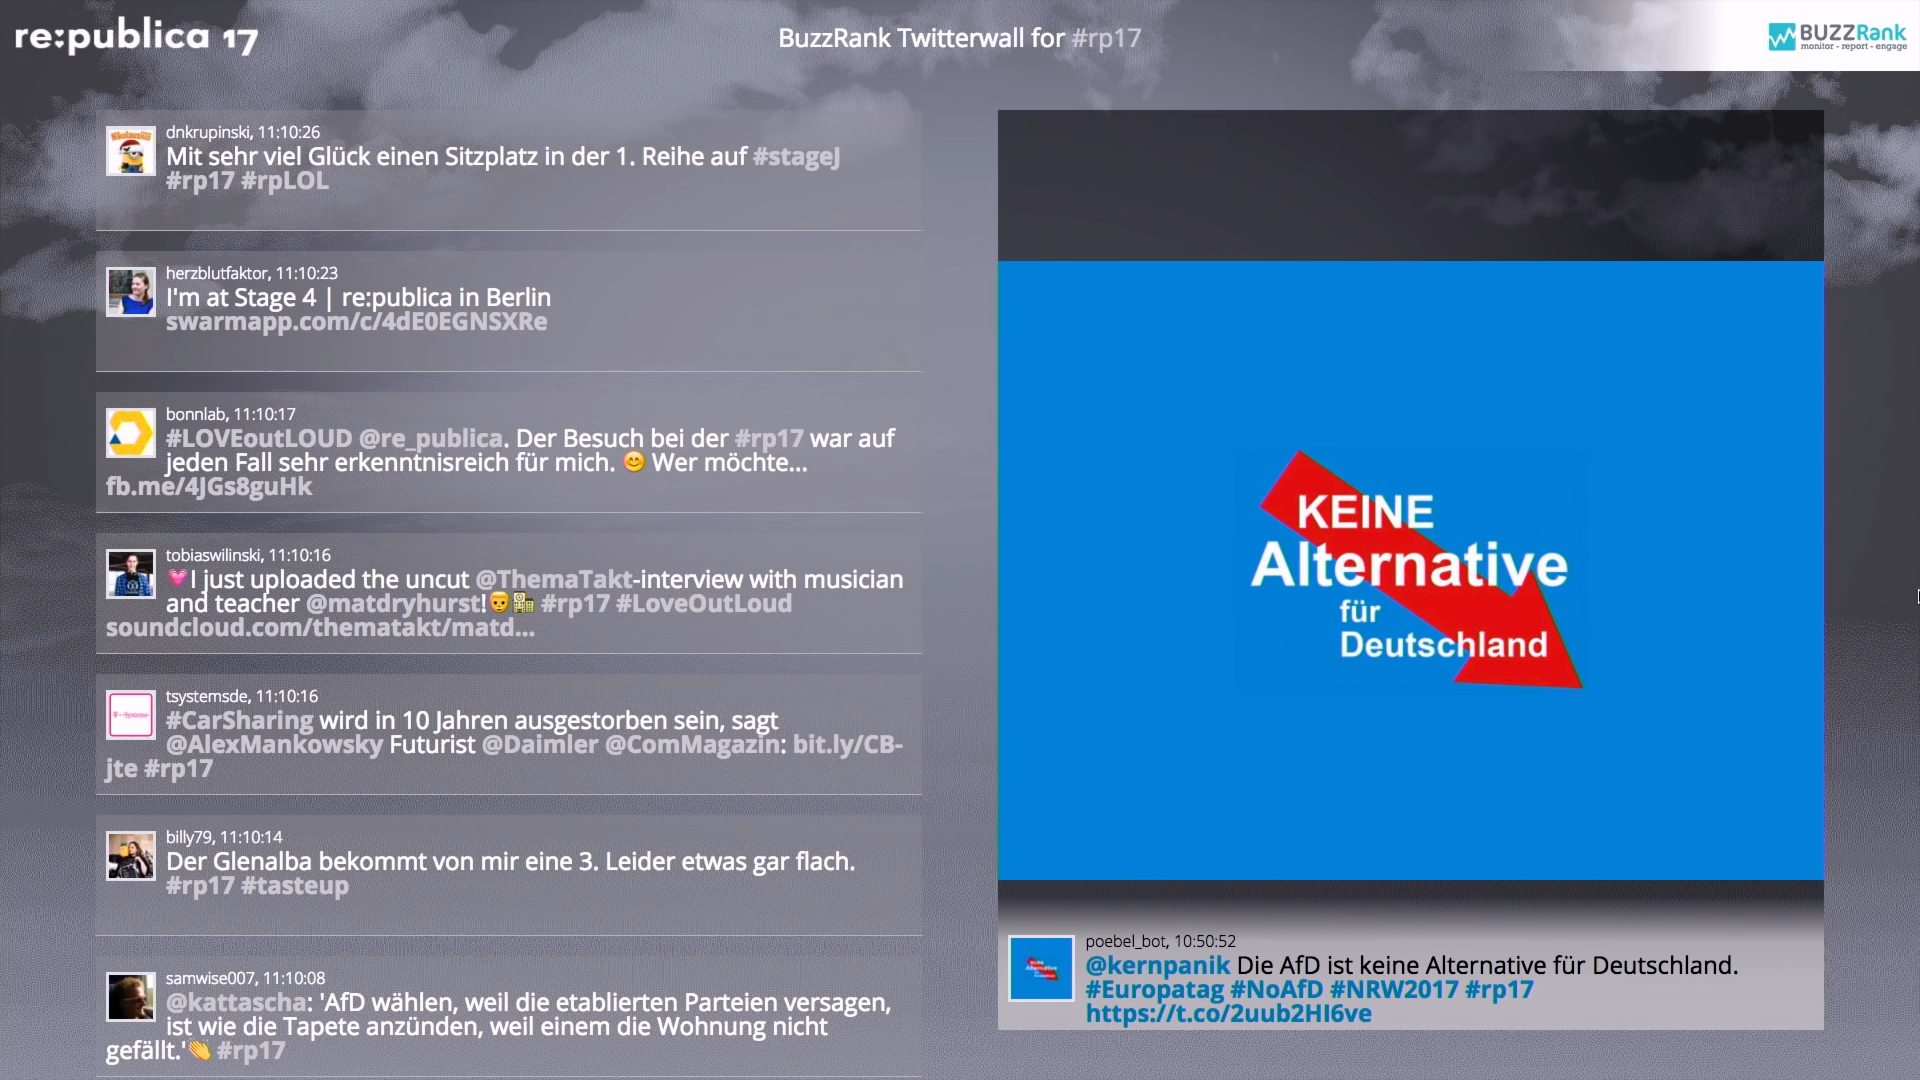 re:publica 17
BuzzRank Twitterwall for #rp17
BUZZRank
monitor - report - engage
dnkrupinski, 11:10:26
Mit sehr viel Glück einen Sitzplatz in der 1. Reihe auf #stageJ
#rp17 #rpLOL
herzblutfaktor, 11:10:23
I'm at Stage 4 | re:publica in Berlin
swarmapp.com/c/4dE0EGNSXRe
bonnlab, 11:10:17
#LOVEoutLOUD @re_publica. Der Besuch bei der #rp17 war auf
jeden Fall sehr erkenntnisreich für mich. 😊 Wer möchte...
fb.me/4JGs8guHk
tobiaswilinski, 11:10:16
💗I just uploaded the uncut @ThemaTakt-interview with musician
and teacher @matdryhurst! #rp17 #LoveOutLoud
soundcloud.com/thematakt/matd...
T··Systems·
tsystemsde, 11:10:16
#CarSharing wird in 10 Jahren ausgestorben sein, sagt
@AlexMankowsky Futurist @Daimler @ComMagazin: bit.ly/CB-
jte #rp17
billy79, 11:10:14
Der Glenalba bekommt von mir eine 3. Leider etwas gar flach.
#rp17 #tasteup
samwise007, 11:10:08
@kattascha: 'AfD wählen, weil die etablierten Parteien versagen,
ist wie die Tapete anzünden, weil einem die Wohnung nicht
gefällt.'👏 #rp17
KEINE
Alternative
für
Deutschland
poebel_bot, 10:50:52
@kernpanik Die AfD ist keine Alternative für Deutschland.
#Europatag #NoAfD #NRW2017 #rp17
https://t.co/2uub2HI6ve